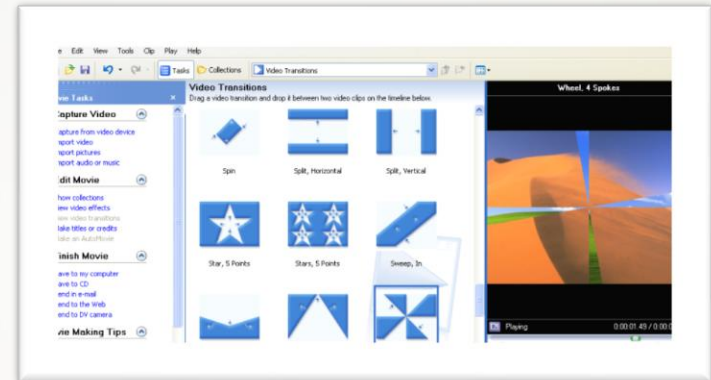 e Edit View Tools Clip Play Help
Tasks Collections Video Transitions
vie Tasks
Capture Video
apture from video device
nport video
nport pictures
nport audio or music
dit Movie
how collections
iew video effects
iew video transitions
Make titles or credits
lake an AutoMovie
inish Movie
ave to my computer
ave to CD
end in e-mail
end to the Web
end to DV camera
vie Making Tips
Video Transitions
Drag a video transition and drop it between two video clips on the timeline below.
Spin
Split, Horizontal
Split, Vertical
Star, 5 Points
Stars, 5 Points
Sweep, In
Wheel, 4 Spokes
Playing
0:00:01.49 / 0:00:0